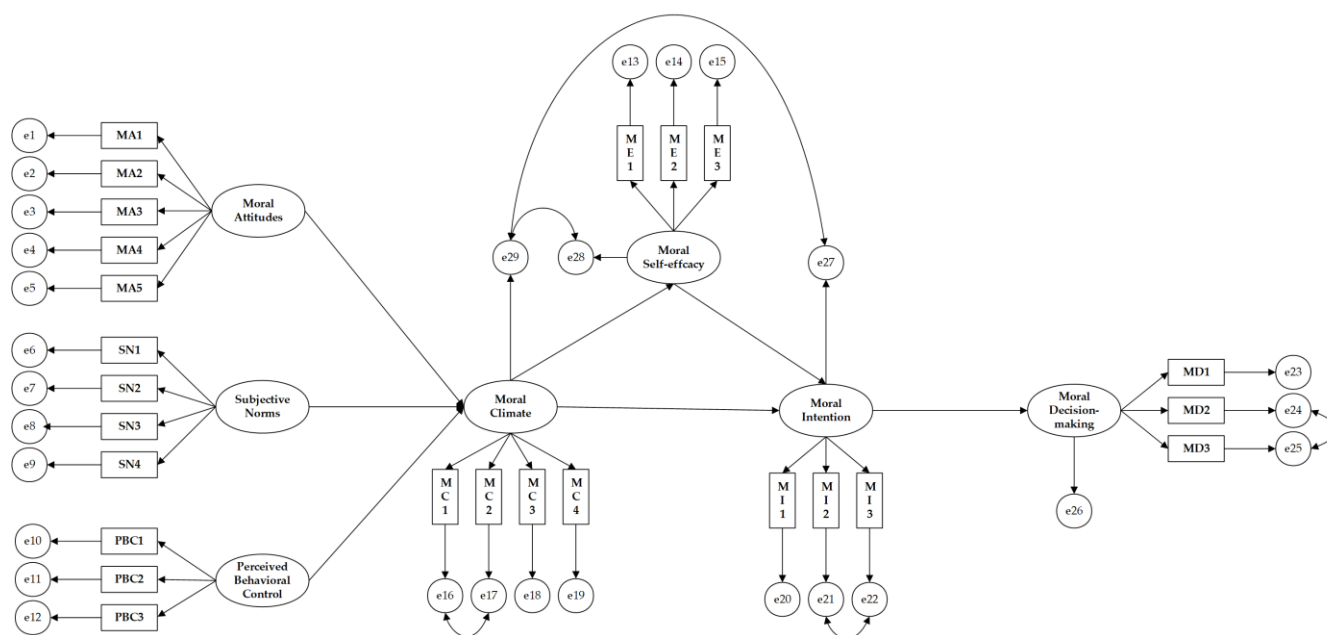 e13
e14
e15
M
E
1
M
E
2
M
E
3
e1
MA1
e2
MA2
e3
MA3
e4
MA4
e5
MA5
Moral
Attitudes
e29
e28
Moral
Self-effcacy
e27
e6
SN1
e7
SN2
e8
SN3
e9
SN4
Subjective
Norms
Moral
Climate
Moral
Intention
Moral
Decision-
making
MD1
e23
MD2
e24
MD3
e25
e26
M
C
1
M
C
2
M
C
3
M
C
4
M
I
1
M
I
2
M
I
3
e10
PBC1
e11
PBC2
e12
PBC3
Perceived
Behavioral
Control
e16
e17
e18
e19
e20
e21
e22